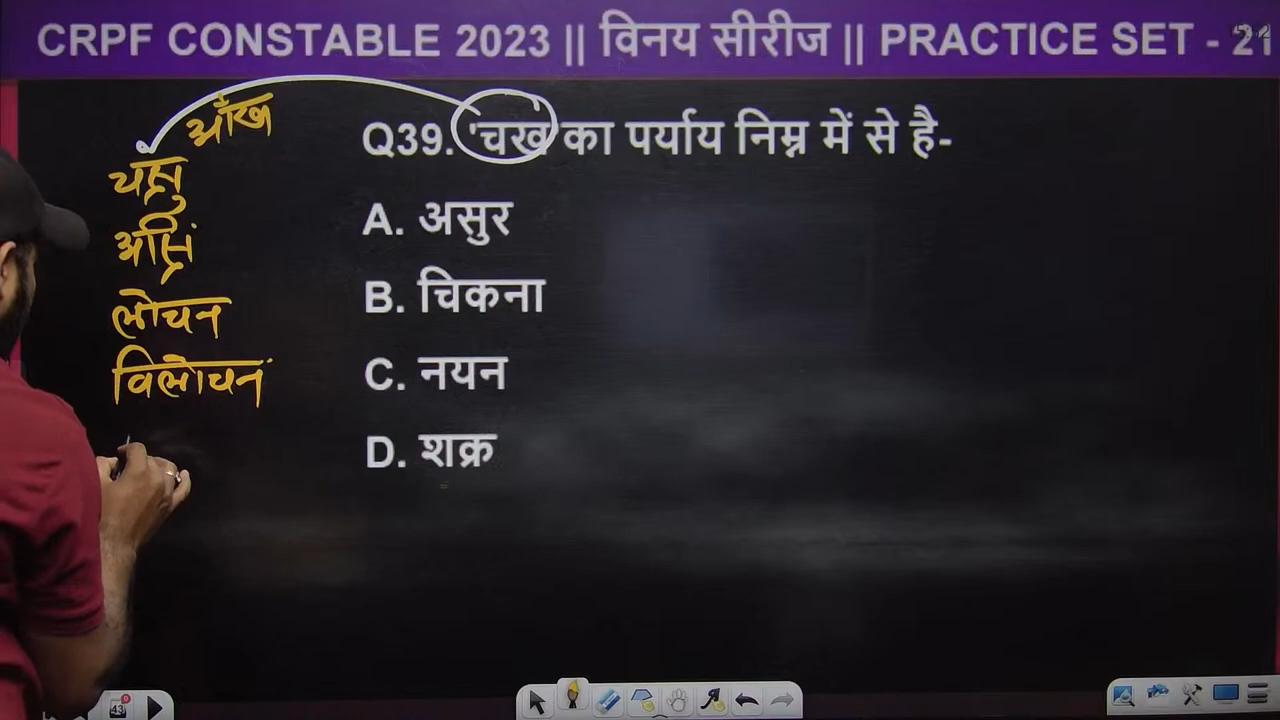 CRPF CONSTABLE 2023 || विनय सीरीज || PRACTICE SET - 21
आँख
चक्षु
अक्षि
लोचन
विलोचन
Q39. 'चख का पर्याय निम्न में से है-
A. असुर
B. चिकना
C. नयन
D. शक्र